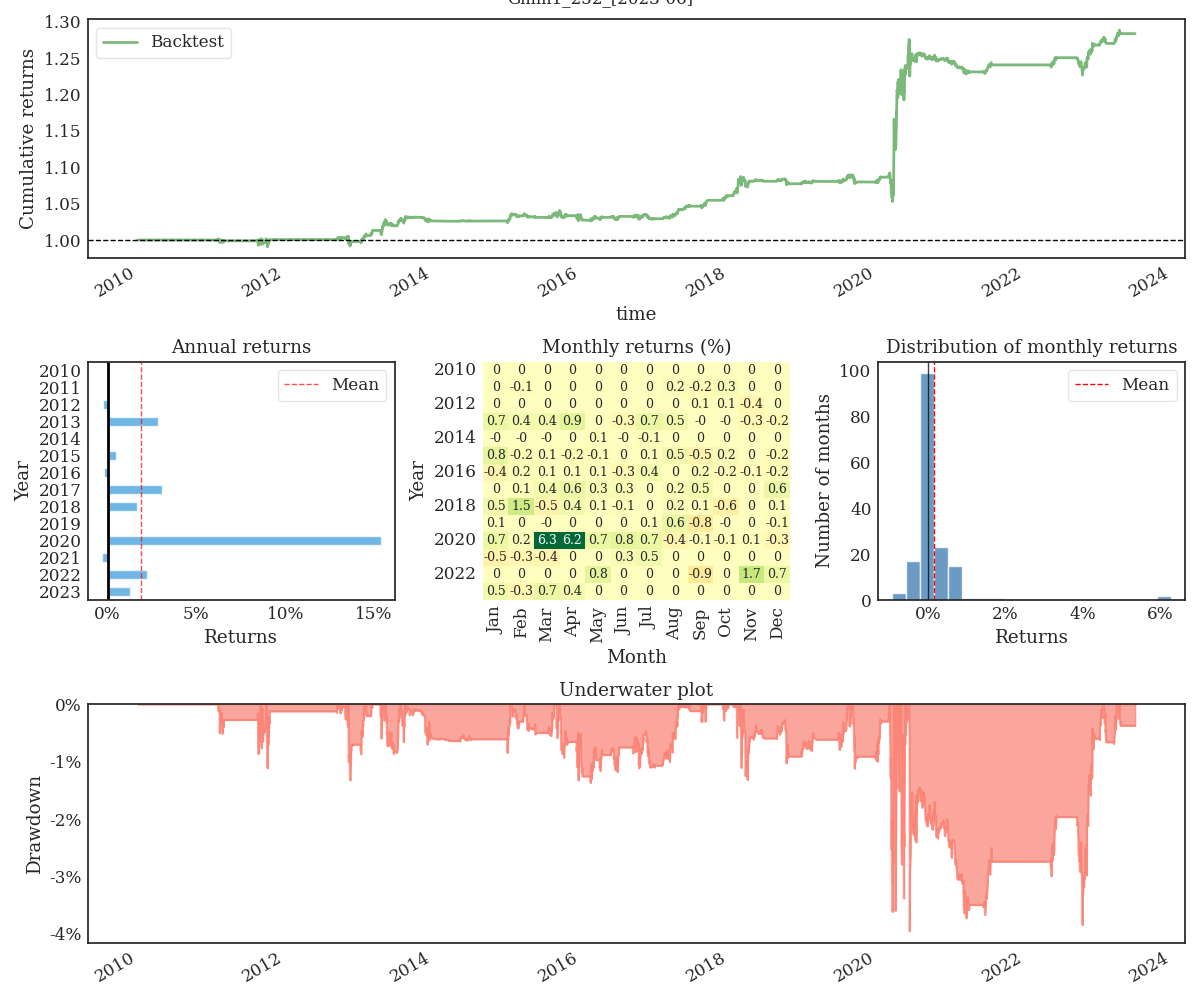 1.30
1.25
1.20
1.15
1.10
1.05
1.00
Cumulative returns
Backtest
2010 2012 2014 2016 2018 2020 2022 2024
time
Annual returns
Year
2010
2011
2012
2013
2014
2015
2016
2017
2018
2019
2020
2021
2022
2023
Mean
0% 5% 10% 15%
Returns
Monthly returns (%)
Year
2010 0 0 0 0 0 0 0 0 0 0 0 0
0 -0.1 0 0 0 0 0 0.2 -0.2 0.3 0 0
2012 0 0 0 0 0 0 0 0 0.1 0.1 -0.4 0
0.7 0.4 0.4 0.9 0 -0.3 0.7 0.5 -0 -0 -0.3 -0.2
2014 -0 -0 -0 0 0.1 -0 -0.1 0 0 0 0 0
0.8 -0.2 0.1 -0.2 -0.1 0 0.1 0.5 -0.5 0.2 0 -0.2
2016 -0.4 0.2 0.1 0.1 0.1 -0.3 0.4 0 0.2 -0.2 -0.1 -0.2
0 0.1 0.4 0.6 0.3 0.3 0 0.2 0.5 0 0 0.6
2018 0.5 1.5 -0.5 0.4 0.1 -0.1 0 0.2 0.1 -0.6 0 0.1
0.1 0 -0 0 0 0 0.1 0.6 -0.8 -0 0 -0.1
2020 0.7 0.2 6.3 6.2 0.7 0.8 0.7 -0.4 -0.1 -0.1 0.1 -0.3
-0.5 -0.3 -0.4 0 0 0.3 0.5 0 0 0 0 0
2022 0 0 0 0 0.8 0 0 0 -0.9 0 1.7 0.7
0.5 -0.3 0.7 0.4 0 0 0 0 0 0 0 0
Jan Feb Mar Apr May Jun Jul Aug Sep Oct Nov Dec
Month
Distribution of monthly returns
Number of months
100
80
60
40
20
0
Mean
0% 2% 4% 6%
Returns
Underwater plot
Drawdown
0%
-1%
-2%
-3%
-4%
2010 2012 2014 2016 2018 2020 2022 2024